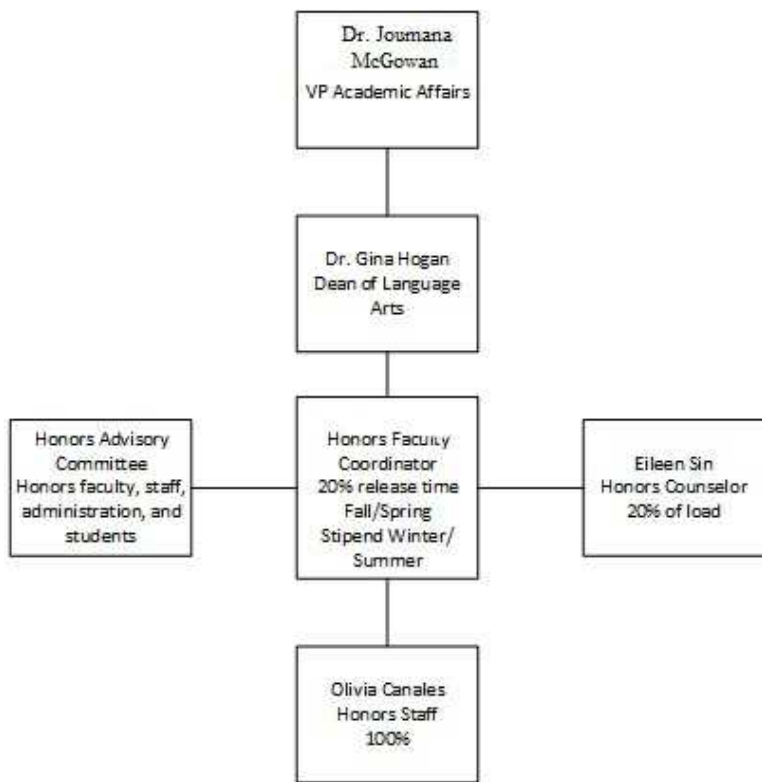 Dr. Joumana
McGowan
VP Academic Affairs
Dr. Gina Hogan
Dean of Language
Arts
Honors Advisory
Committee
Honors faculty, staff,
administration, and
students
Honors Faculty
Coordinator
20% release time
Fall/Spring
Stipend Winter/
Summer
Eileen Sin
Honors Counselor
20% of load
Olivia Canales
Honors Staff
100%